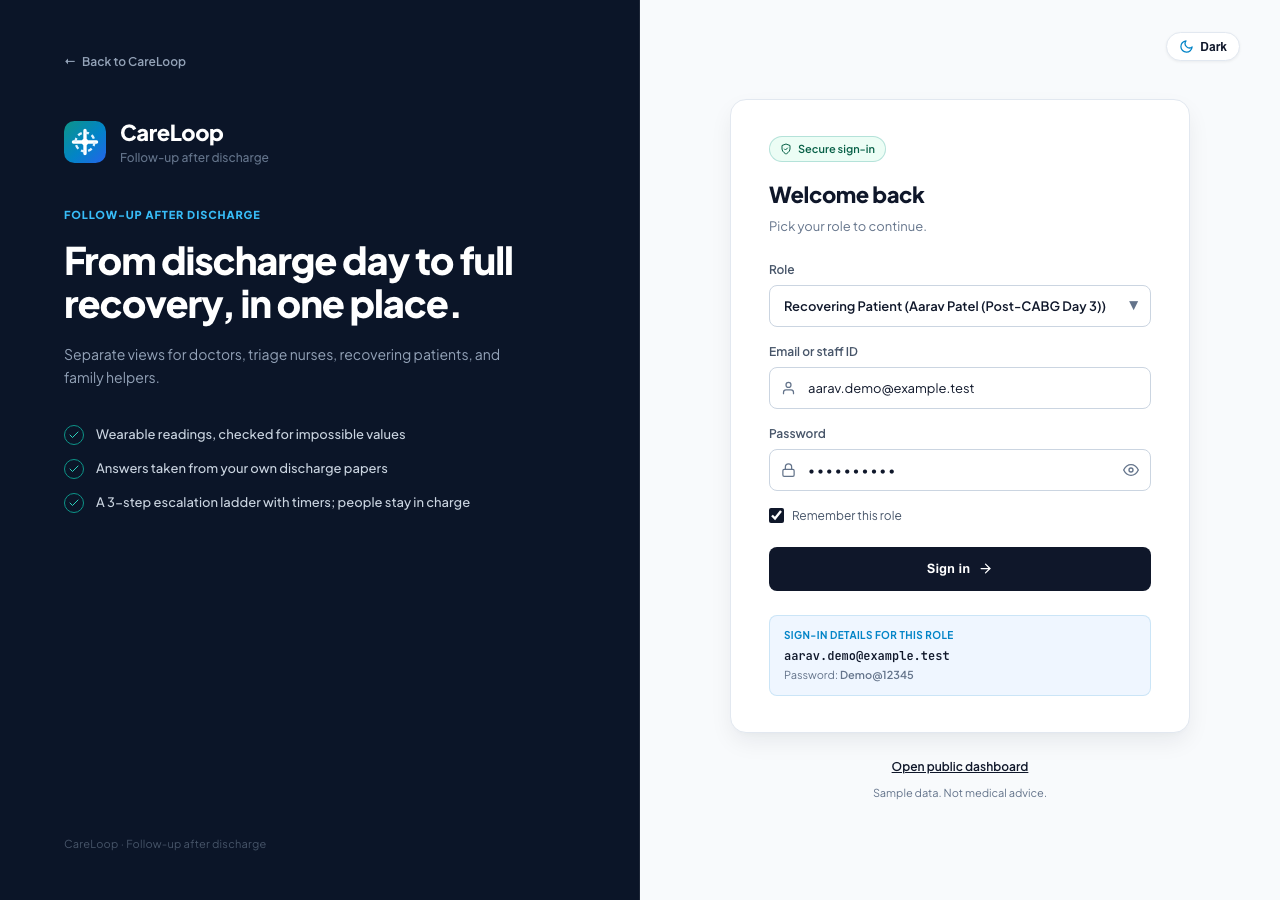 ← Back to CareLoop
CareLoop
Follow-up after discharge
FOLLOW-UP AFTER DISCHARGE
From discharge day to full
recovery, in one place.
Separate views for doctors, triage nurses, recovering patients, and
family helpers.
Wearable readings, checked for impossible values
Answers taken from your own discharge papers
A 3-step escalation ladder with timers; people stay in charge
CareLoop · Follow-up after discharge
Dark
Secure sign-in
Welcome back
Pick your role to continue.
Role
Recovering Patient (Aarav Patel (Post-CABG Day 3))
Email or staff ID
aarav.demo@example.test
Password
••••••••••
Remember this role
Sign in →
SIGN-IN DETAILS FOR THIS ROLE
aarav.demo@example.test
Password: Demo@12345
Open public dashboard
Sample data. Not medical advice.